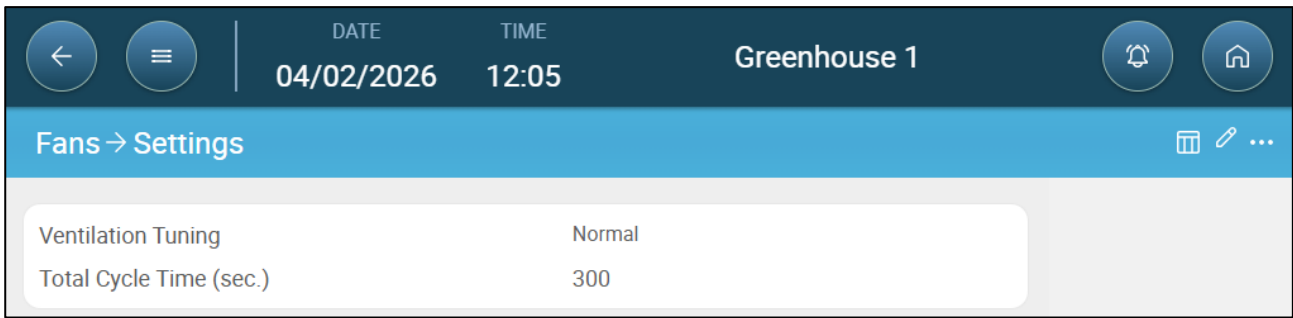 DATE TIME
04/02/2026 12:05 Greenhouse 1
Fans → Settings
Ventilation Tuning Normal
Total Cycle Time (sec.) 300